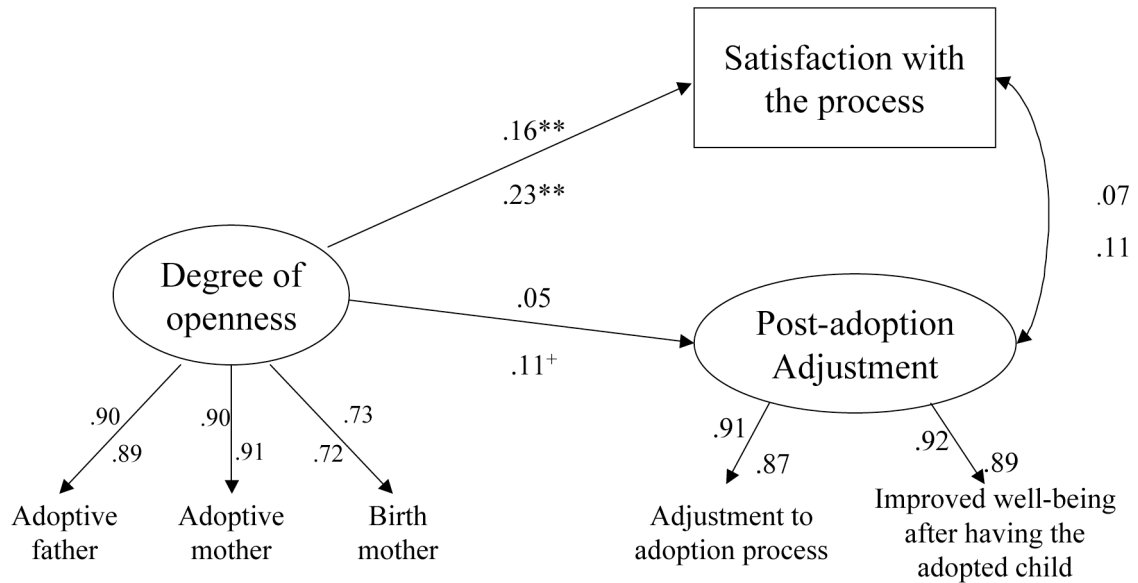 Satisfaction with
the process
.16**
.23**
.07
.11
Degree of
openness
.05
.11⁺
Post-adoption
Adjustment
.90
.89
.90
.91
.73
.72
.91
.87
.92
.89
Adoptive
father
Adoptive
mother
Birth
mother
Adjustment to
adoption process
Improved well-being
after having the
adopted child